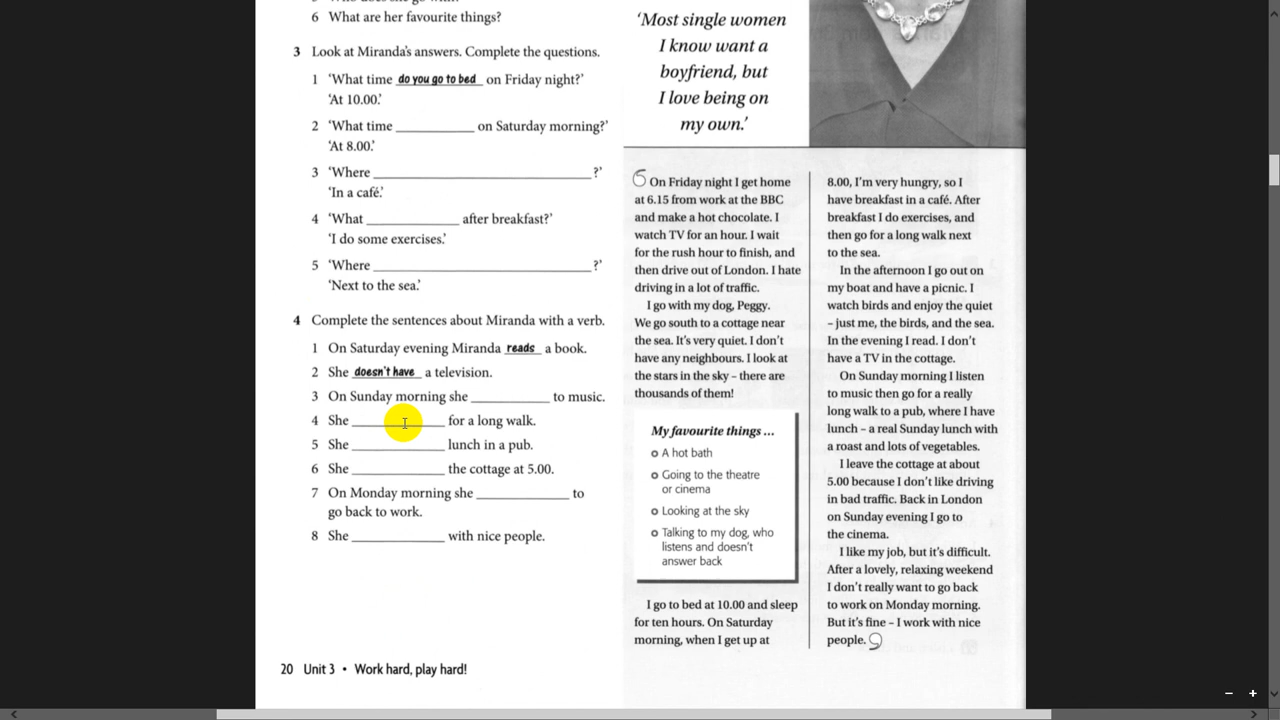 6 What are her favourite things?
3 Look at Miranda's answers. Complete the questions.
1 ‘What time do you go to bed on Friday night?’
‘At 10.00.’
2 ‘What time ____________ on Saturday morning?’
‘At 8.00.’
3 ‘Where ____________________________________?’
‘In a café.’
4 ‘What ______________ after breakfast?’
‘I do some exercises.’
5 ‘Where ____________________________________?’
‘Next to the sea.’
4 Complete the sentences about Miranda with a verb.
1 On Saturday evening Miranda reads a book.
2 She doesn't have a television.
3 On Sunday morning she ____________ to music.
4 She ______________ for a long walk.
5 She ______________ lunch in a pub.
6 She ______________ the cottage at 5.00.
7 On Monday morning she ______________ to
go back to work.
8 She ______________ with nice people.
20 Unit 3 • Work hard, play hard!
‘Most single women
I know want a
boyfriend, but
I love being on
my own.’
On Friday night I get home
at 6.15 from work at the BBC
and make a hot chocolate. I
watch TV for an hour. I wait
for the rush hour to finish, and
then drive out of London. I hate
driving in a lot of traffic.
I go with my dog, Peggy.
We go south to a cottage near
the sea. It's very quiet. I don't
have any neighbours. I look at
the stars in the sky – there are
thousands of them!
My favourite things ...
o A hot bath
o Going to the theatre
or cinema
o Looking at the sky
o Talking to my dog, who
listens and doesn't
answer back
I go to bed at 10.00 and sleep
for ten hours. On Saturday
morning, when I get up at
8.00, I'm very hungry, so I
have breakfast in a café. After
breakfast I do exercises, and
then go for a long walk next
to the sea.
In the afternoon I go out on
my boat and have a picnic. I
watch birds and enjoy the quiet
– just me, the birds, and the sea.
In the evening I read. I don't
have a TV in the cottage.
On Sunday morning I listen
to music then go for a really
long walk to a pub, where I have
lunch – a real Sunday lunch with
a roast and lots of vegetables.
I leave the cottage at about
5.00 because I don't like driving
in bad traffic. Back in London
on Sunday evening I go to
the cinema.
I like my job, but it's difficult.
After a lovely, relaxing weekend
I don't really want to go back
to work on Monday morning.
But it's fine – I work with nice
people.